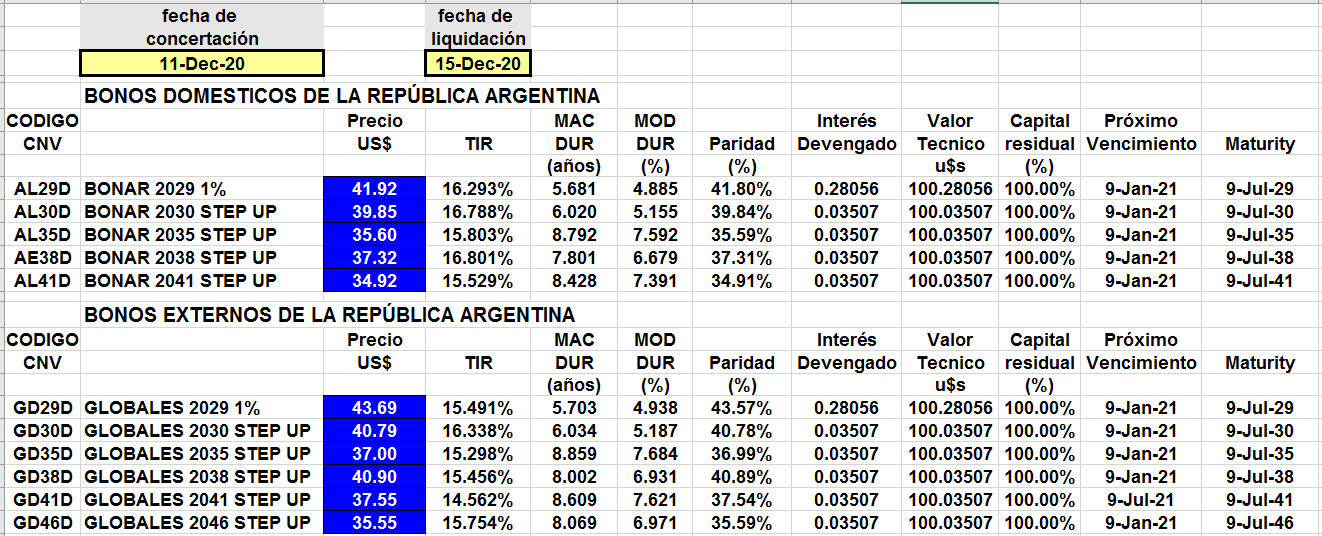 fecha de fecha de
concertación liquidación
11-Dec-20 15-Dec-20
BONOS DOMESTICOS DE LA REPÚBLICA ARGENTINA
CODIGO Precio MAC MOD Interés Valor Capital Próximo
CNV US$ TIR DUR DUR Paridad Devengado Tecnico residual Vencimiento Maturity
(años) (%) (%) u$s (%)
AL29D BONAR 2029 1% 41.92 16.293% 5.681 4.885 41.80% 0.28056 100.28056 100.00% 9-Jan-21 9-Jul-29
AL30D BONAR 2030 STEP UP 39.85 16.788% 6.020 5.155 39.84% 0.03507 100.03507 100.00% 9-Jan-21 9-Jul-30
AL35D BONAR 2035 STEP UP 35.60 15.803% 8.792 7.592 35.59% 0.03507 100.03507 100.00% 9-Jan-21 9-Jul-35
AE38D BONAR 2038 STEP UP 37.32 16.801% 7.801 6.679 37.31% 0.03507 100.03507 100.00% 9-Jan-21 9-Jul-38
AL41D BONAR 2041 STEP UP 34.92 15.529% 8.428 7.391 34.91% 0.03507 100.03507 100.00% 9-Jan-21 9-Jul-41
BONOS EXTERNOS DE LA REPÚBLICA ARGENTINA
CODIGO Precio MAC MOD Interés Valor Capital Próximo
CNV US$ TIR DUR DUR Paridad Devengado Tecnico residual Vencimiento Maturity
(años) (%) (%) u$s (%)
GD29D GLOBALES 2029 1% 43.69 15.491% 5.703 4.938 43.57% 0.28056 100.28056 100.00% 9-Jan-21 9-Jul-29
GD30D GLOBALES 2030 STEP UP 40.79 16.338% 6.034 5.187 40.78% 0.03507 100.03507 100.00% 9-Jan-21 9-Jul-30
GD35D GLOBALES 2035 STEP UP 37.00 15.298% 8.859 7.684 36.99% 0.03507 100.03507 100.00% 9-Jan-21 9-Jul-35
GD38D GLOBALES 2038 STEP UP 40.90 15.456% 8.002 6.931 40.89% 0.03507 100.03507 100.00% 9-Jan-21 9-Jul-38
GD41D GLOBALES 2041 STEP UP 37.55 14.562% 8.609 7.621 37.54% 0.03507 100.03507 100.00% 9-Jul-21 9-Jul-41
GD46D GLOBALES 2046 STEP UP 35.55 15.754% 8.069 6.971 35.59% 0.03507 100.03507 100.00% 9-Jan-21 9-Jul-46